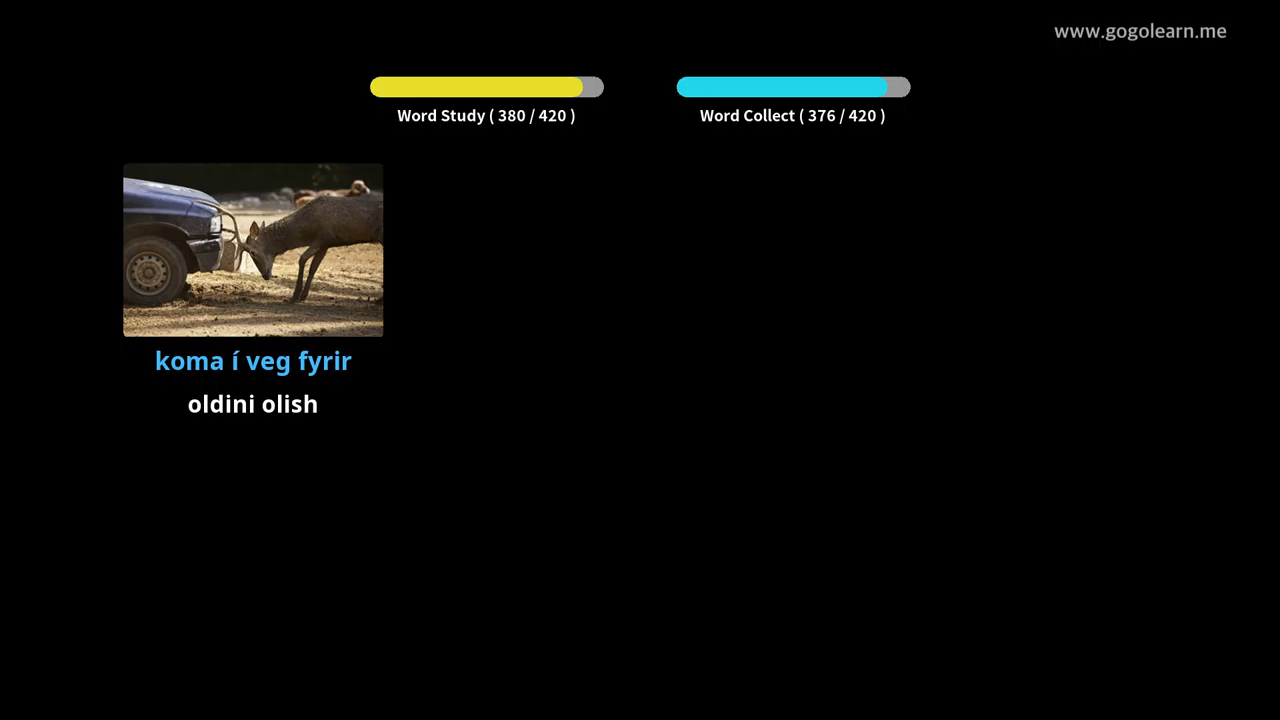 www.gogolearn.me
Word Study ( 380 / 420 )
Word Collect ( 376 / 420 )
koma í veg fyrir
oldini olish